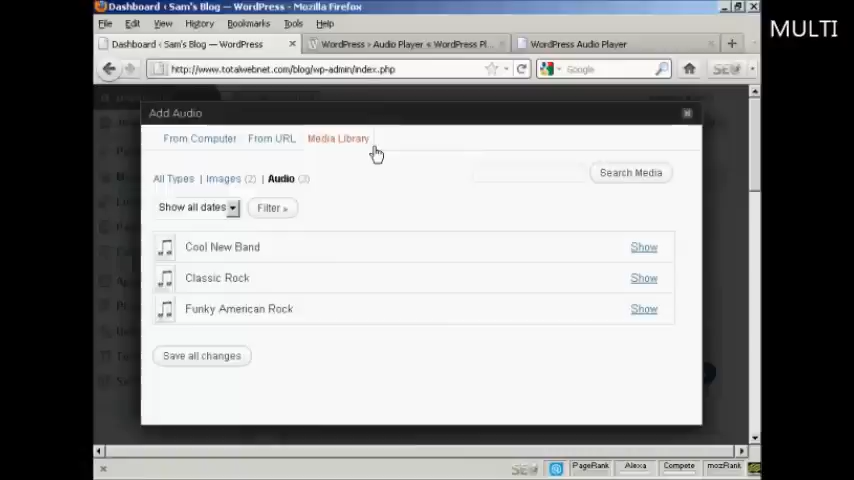 Dashboard ‹ Sam's Blog — WordPress - Mozilla Firefox
MULTI
File Edit View History Bookmarks Tools Help
Dashboard ‹ Sam's Blog — WordPress
WordPress › Audio Player « WordPress Pl...
WordPress Audio Player
http://www.totalwebnet.com/blog/wp-admin/index.php
Google
Add Audio
From Computer From URL Media Library
All Types | Images (2) | Audio (3)
Search Media
Show all dates Filter »
Cool New Band Show
Classic Rock Show
Funky American Rock Show
Save all changes
PageRank Alexa Compete mozRank